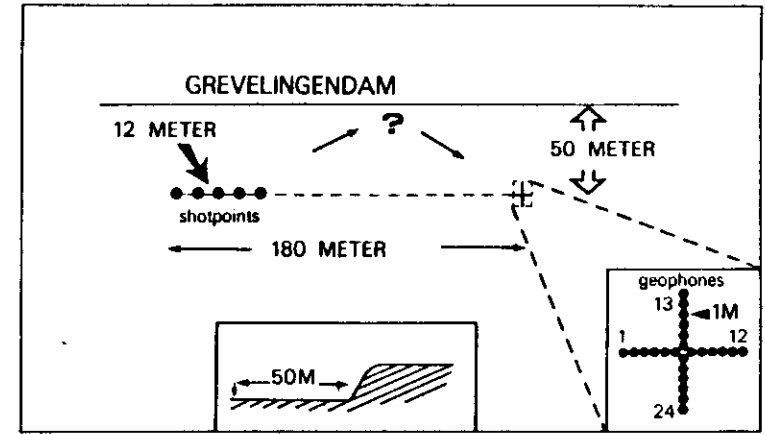 GREVELINGENDAM
12 METER
?
50 METER
shotpoints
180 METER
geophones
13
1M
1
12
24
50M